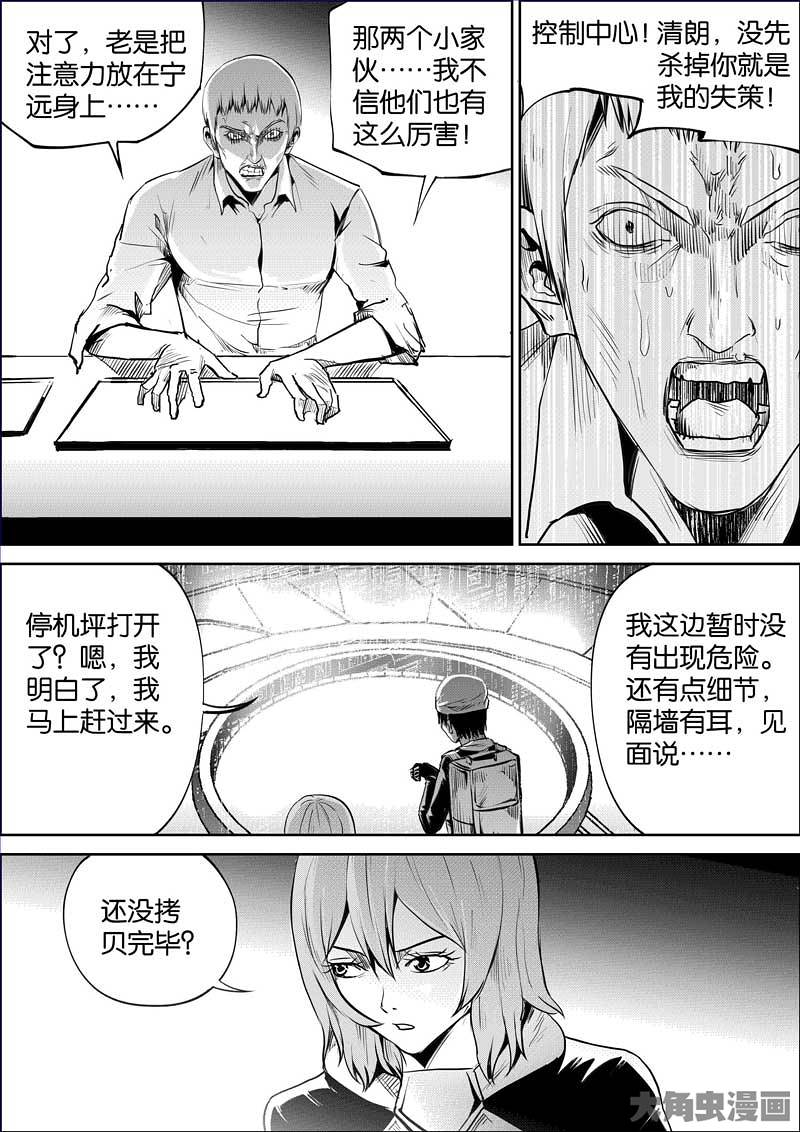 对了，老是把
注意力放在宁
远身上……
那两个小家
伙……我不
信他们也有
这么厉害！
控制中心！清朗，没先
杀掉你就是
我的失策！
停机坪打开
了？嗯，我
明白了，我
马上赶过来。
我这边暂时没
有出现危险。
还有点细节，
隔墙有耳，见
面说……
还没拷
贝完毕？
大角虫漫画